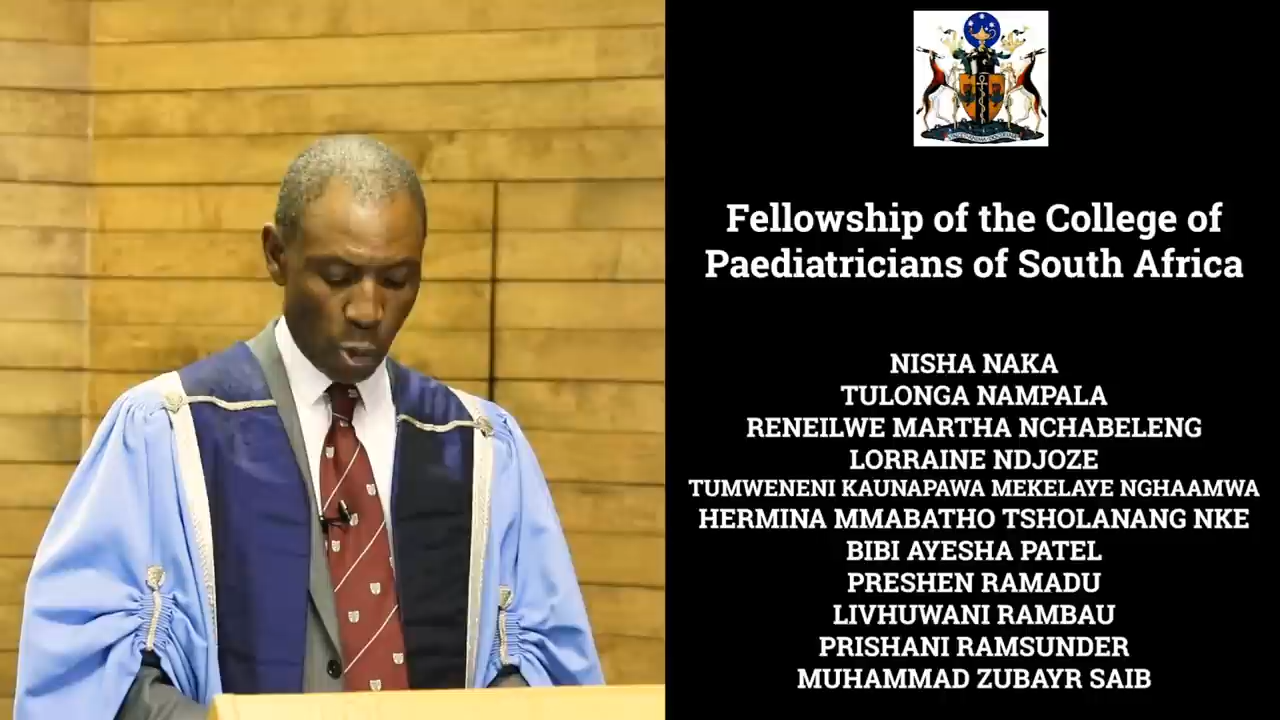 Fellowship of the College of
Paediatricians of South Africa
NISHA NAKA
TULONGA NAMPALA
RENEILWE MARTHA NCHABELENG
LORRAINE NDJOZE
TUMWENENI KAUNAPAWA MEKELAYE NGHAAMWA
HERMINA MMABATHO TSHOLANANG NKE
BIBI AYESHA PATEL
PRESHEN RAMADU
LIVHUWANI RAMBAU
PRISHANI RAMSUNDER
MUHAMMAD ZUBAYR SAIB